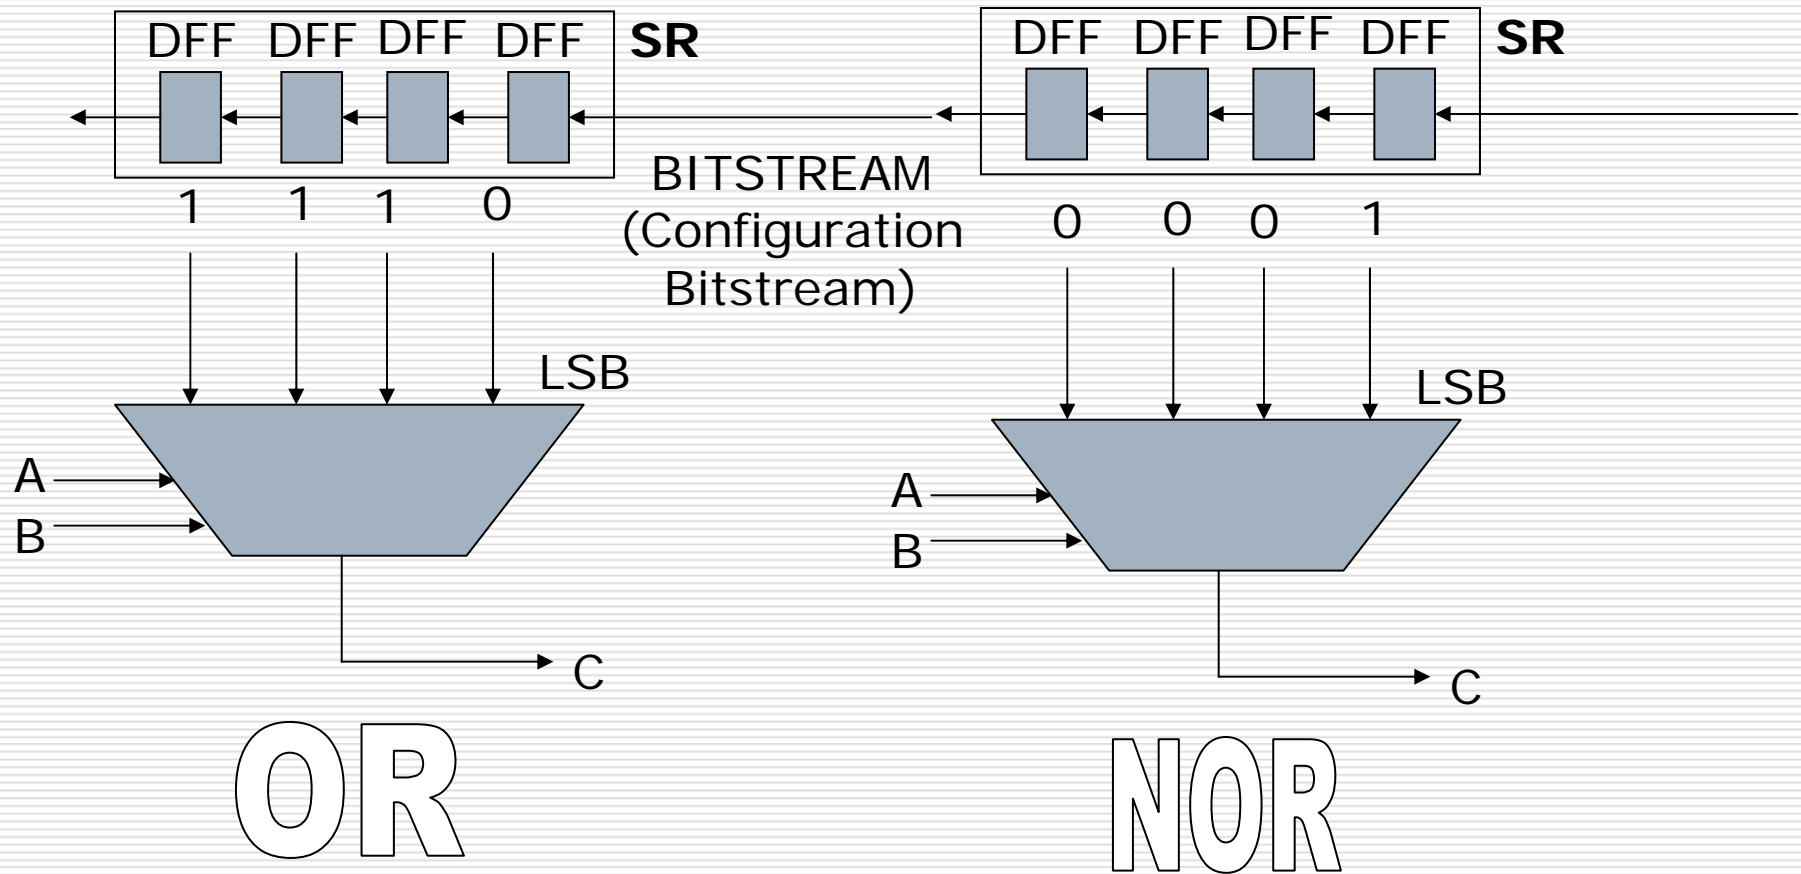 DFF DFF DFF DFF SR
1 1 1 0
LSB
A
B
C
OR
BITSTREAM
(Configuration
Bitstream)
DFF DFF DFF DFF SR
0 0 0 1
LSB
A
B
C
NOR